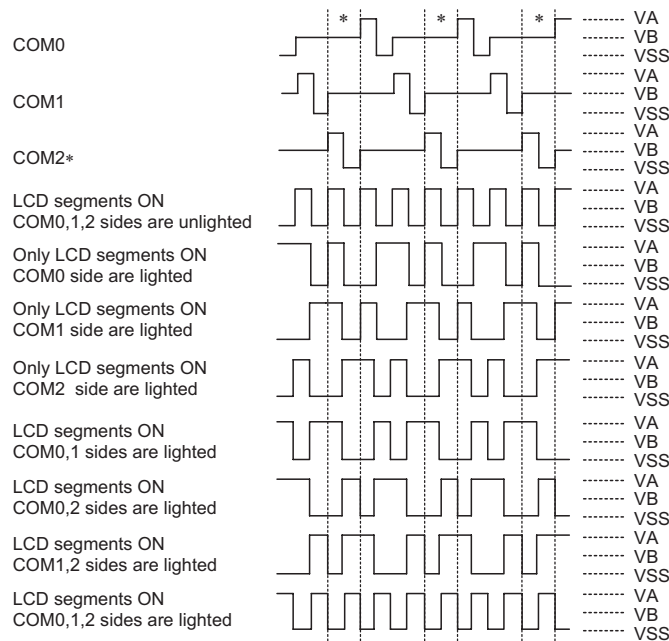 * * *
VA
COM0 VB
VSS
VA
COM1 VB
VSS
VA
COM2* VB
VSS
LCD segments ON VA
COM0,1,2 sides are unlighted VB
VSS
Only LCD segments ON VA
COM0 side are lighted VB
VSS
Only LCD segments ON VA
COM1 side are lighted VB
VSS
Only LCD segments ON VA
COM2 side are lighted VB
VSS
LCD segments ON VA
COM0,1 sides are lighted VB
VSS
LCD segments ON VA
COM0,2 sides are lighted VB
VSS
LCD segments ON VA
COM1,2 sides are lighted VB
VSS
LCD segments ON VA
COM0,1,2 sides are lighted VB
VSS